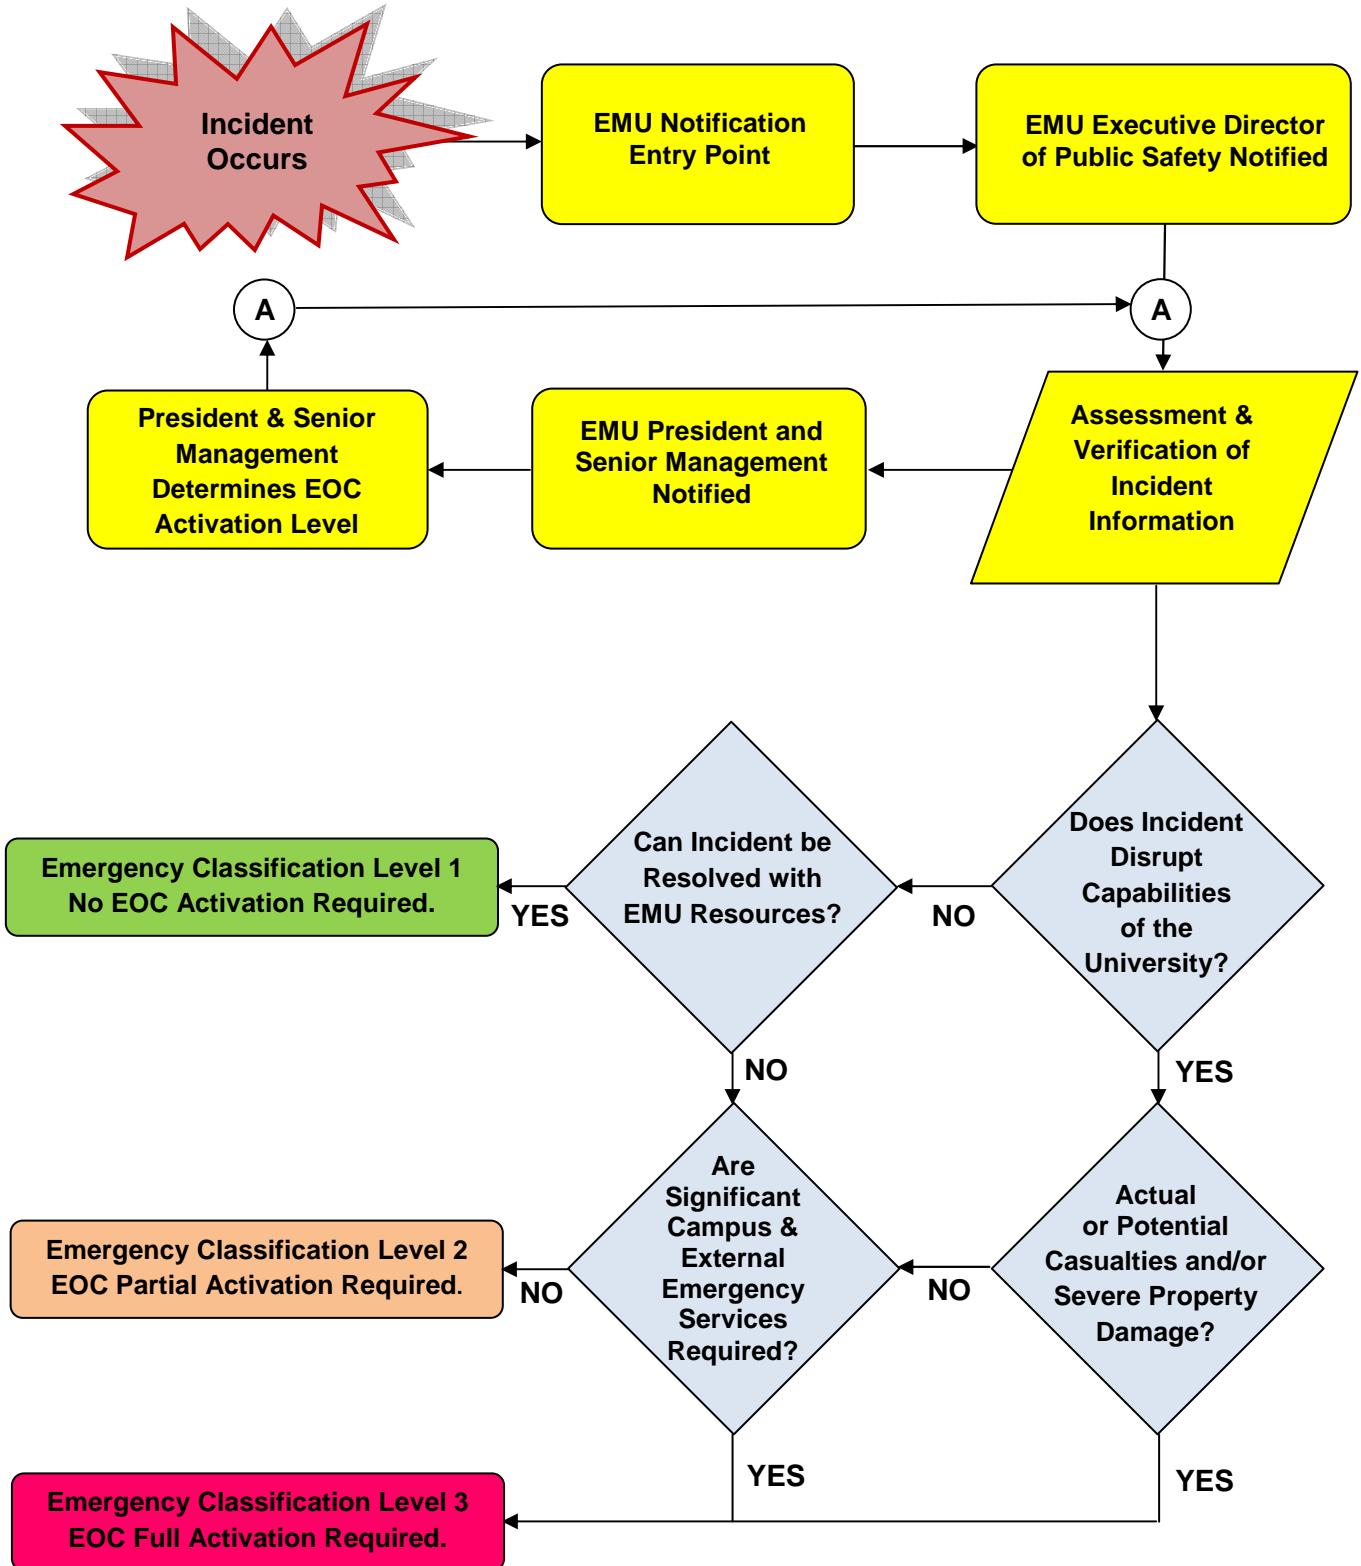 Incident
Occurs
EMU Notification
Entry Point
EMU Executive Director
of Public Safety Notified
A
A
President & Senior
Management
Determines EOC
Activation Level
EMU President and
Senior Management
Notified
Assessment &
Verification of
Incident
Information
Does Incident
Disrupt
Capabilities
of the
University?
NO
Can Incident be
Resolved with
EMU Resources?
YES
Emergency Classification Level 1
No EOC Activation Required.
NO
YES
Actual
or Potential
Casualties and/or
Severe Property
Damage?
NO
Are
Significant
Campus &
External
Emergency
Services
Required?
NO
Emergency Classification Level 2
EOC Partial Activation Required.
YES
YES
Emergency Classification Level 3
EOC Full Activation Required.